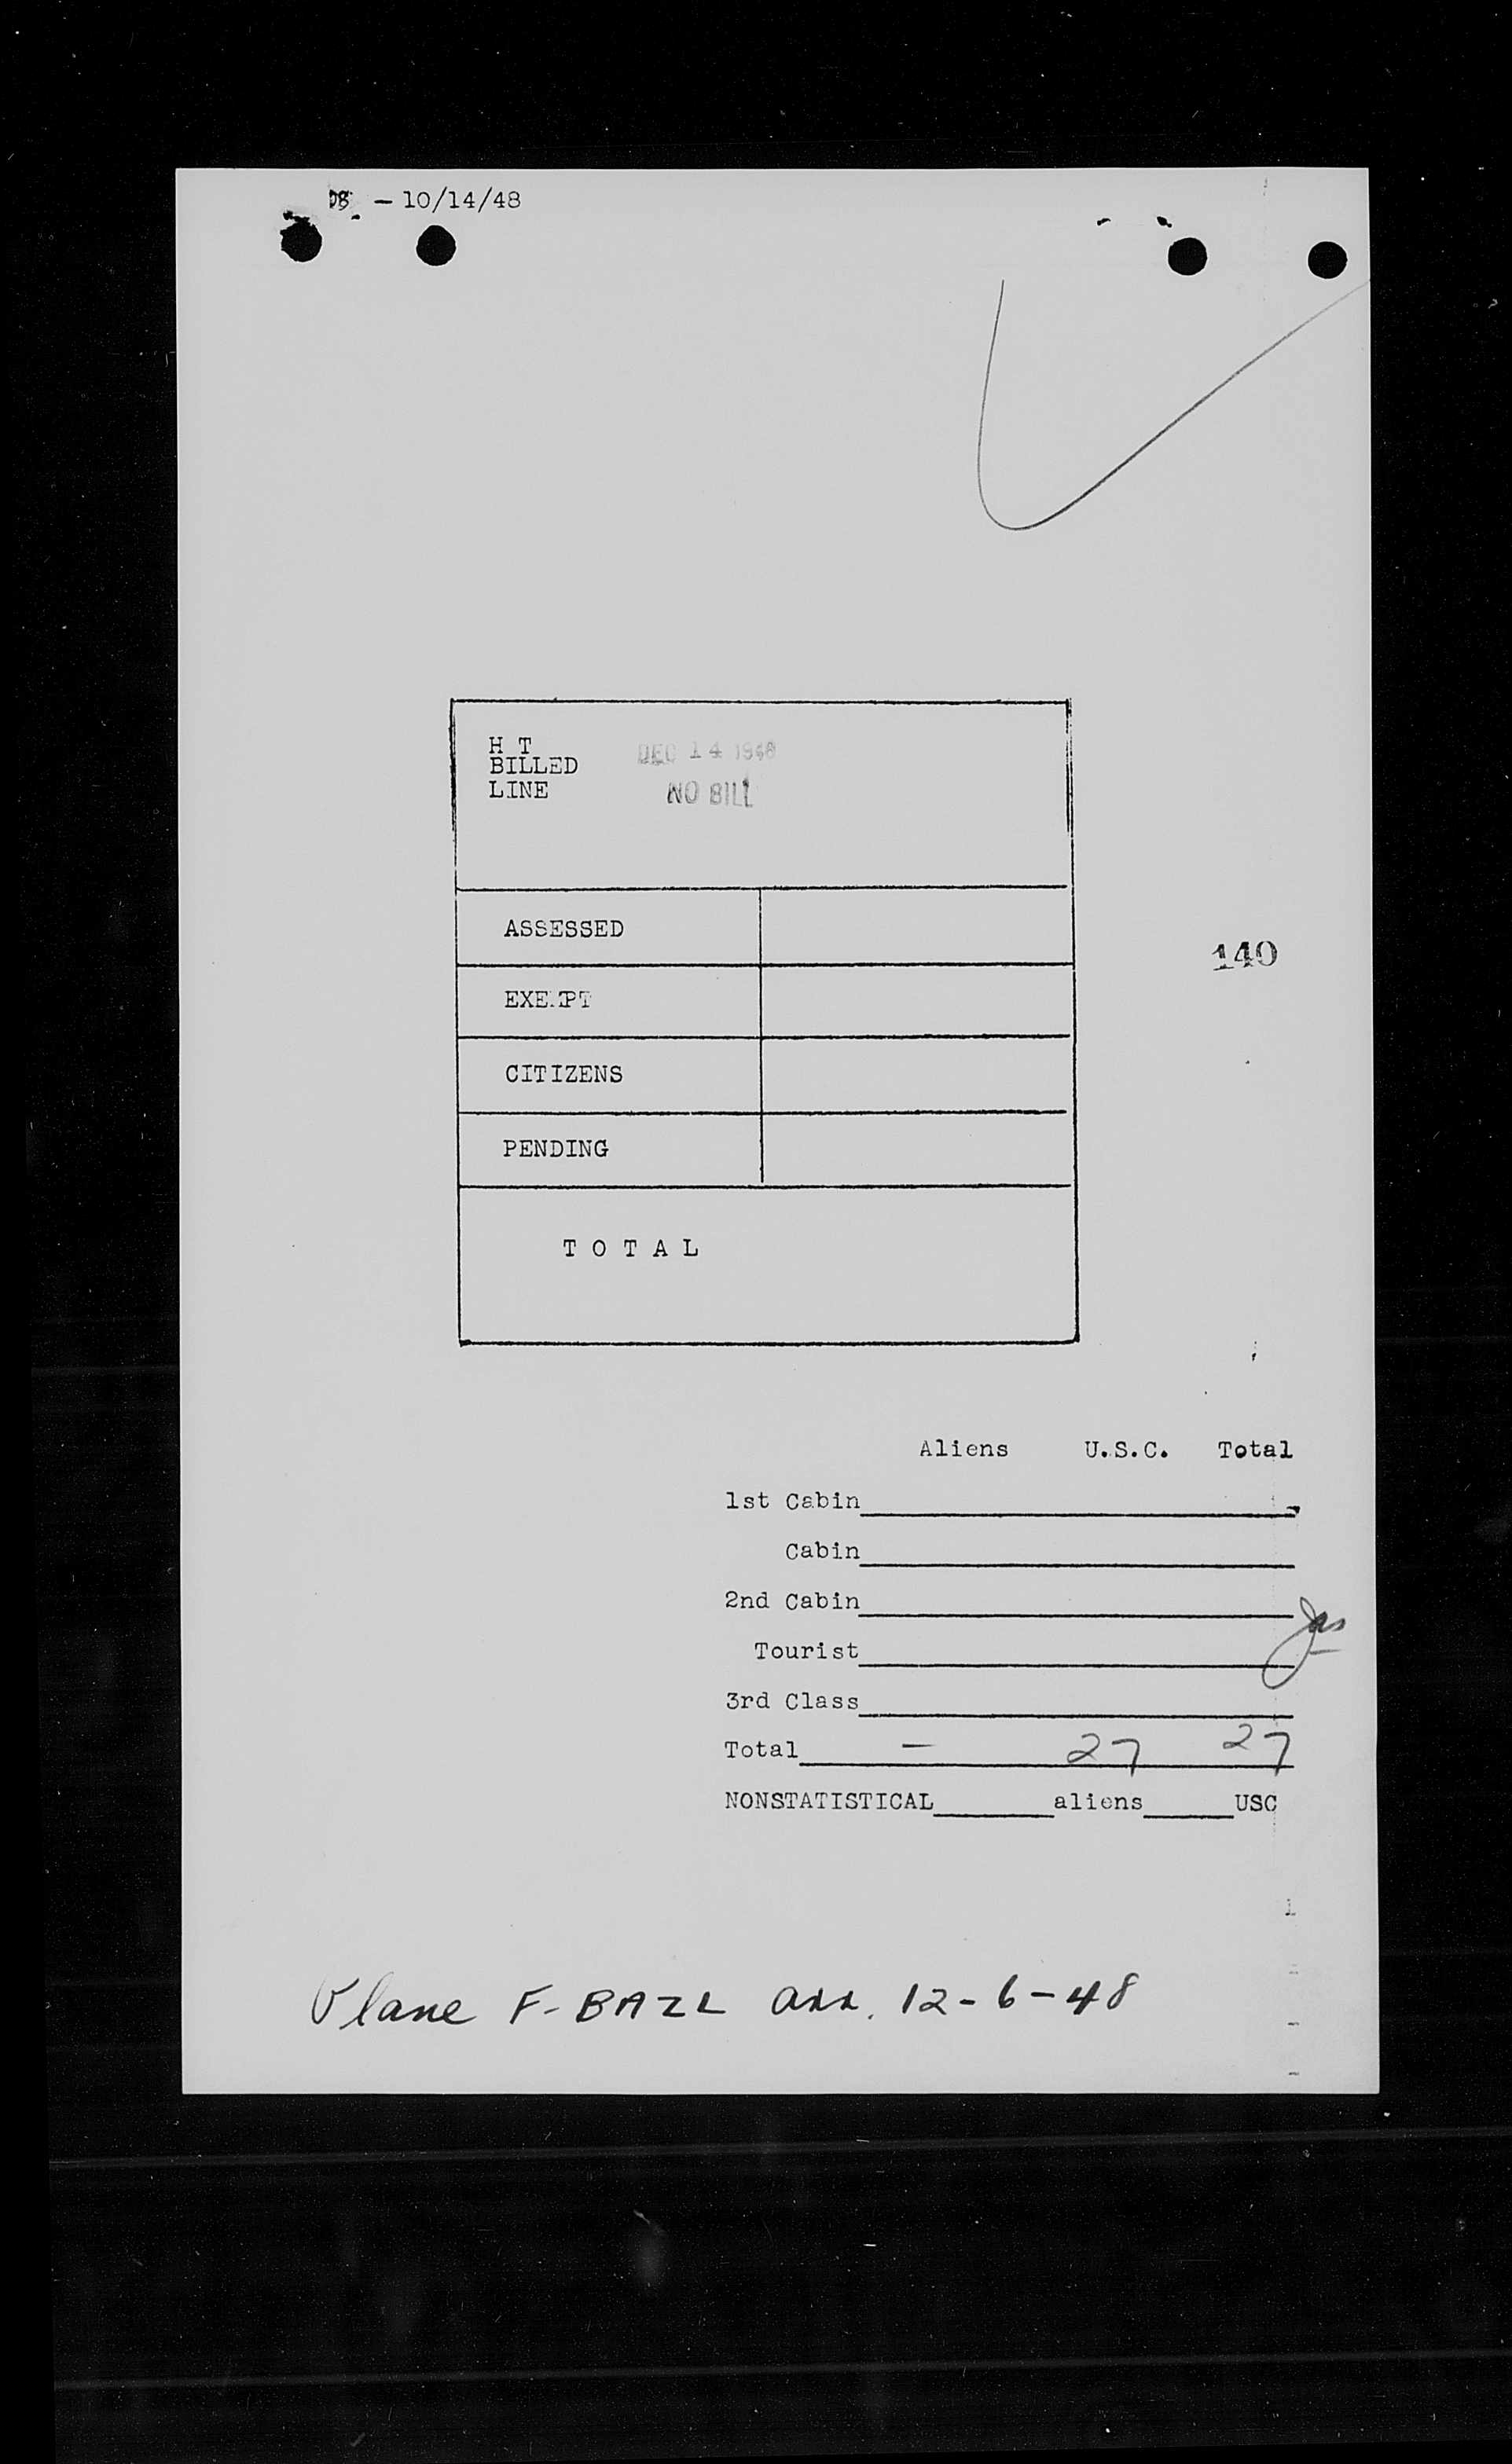 08 - 10/14/48
H T
BILLED
LINE
DEC 14 1948
NO BILL
ASSESSED
EXEMPT
140
CITIZENS
PENDING
T O T A L
Aliens U.S.C. Total
1st Cabin
Cabin
2nd Cabin
Tourist
3rd Class
Total - 27 27
NONSTATISTICAL aliens USC
Plane F-BAZL arr. 12-6-48